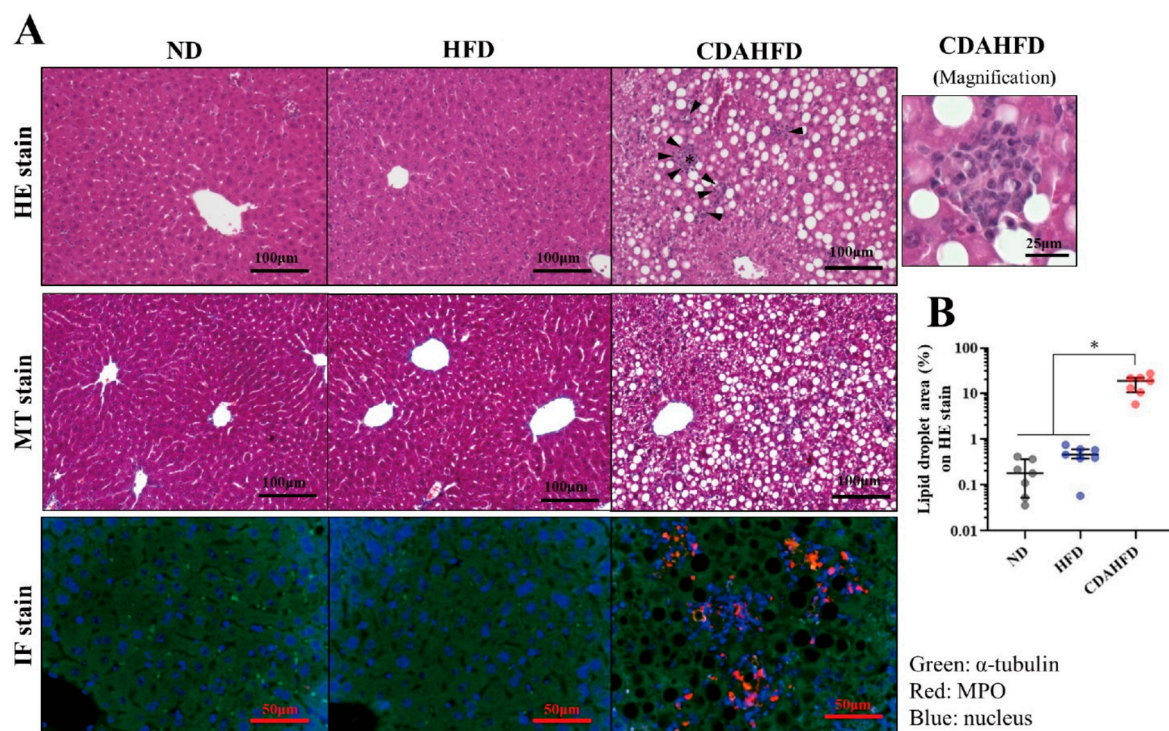 A
ND
HFD
CDAHFD
CDAHFD
(Magnification)
HE stain
100μm
100μm
100μm
25μm
MT stain
100μm
100μm
100μm
B
Lipid droplet area (%)
on HE stain
100
10
1
0.1
0.01
*
ND
HFD
CDAHFD
IF stain
50μm
50μm
50μm
Green: α-tubulin
Red: MPO
Blue: nucleus